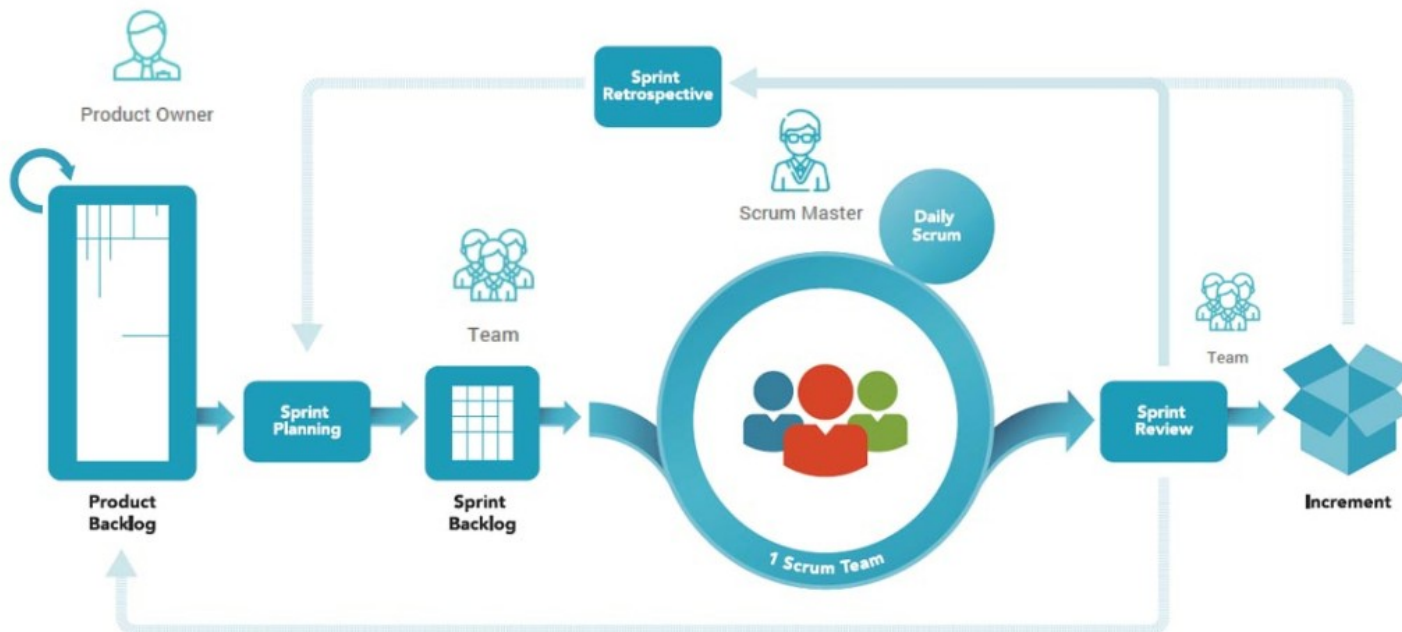 Product Owner
Sprint
Retrospective
Scrum Master
Daily
Scrum
Team
Team
Sprint
Planning
Sprint
Review
Product
Backlog
Sprint
Backlog
Increment
1 Scrum Team